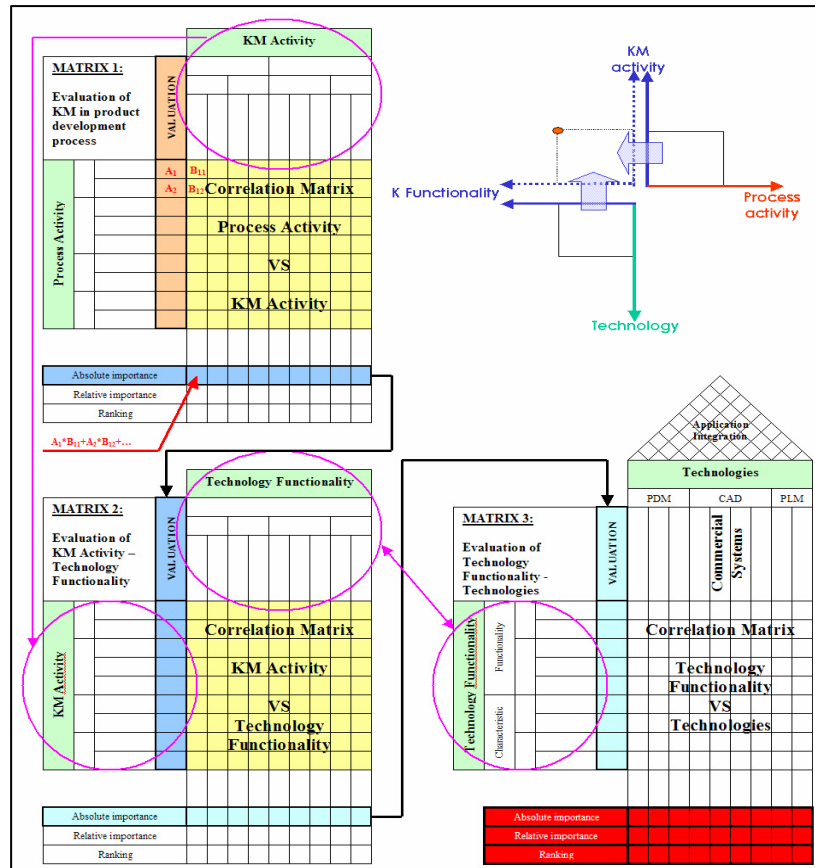 KM Activity
MATRIX 1:
Evaluation of
KM in product
development
process
VALUATION
A1 B11
A2 B12
Correlation Matrix
Process Activity
VS
KM Activity
Process Activity
Absolute importance
Relative importance
Ranking
A1*B11+A2*B12+...
KM
activity
K Functionality
Process
activity
Technology
Technology Functionality
MATRIX 2:
Evaluation of
KM Activity –
Technology
Functionality
VALUATION
KM Activity
Correlation Matrix
KM Activity
VS
Technology
Functionality
Absolute importance
Relative importance
Ranking
Application
Integration
Technologies
PDM CAD PLM
MATRIX 3:
Evaluation of
Technology
Functionality -
Technologies
VALUATION
Commercial
Systems
Technology Functionality
Functionality
Characteristic
Correlation Matrix
Technology
Functionality
VS
Technologies
Absolute importance
Relative importance
Ranking